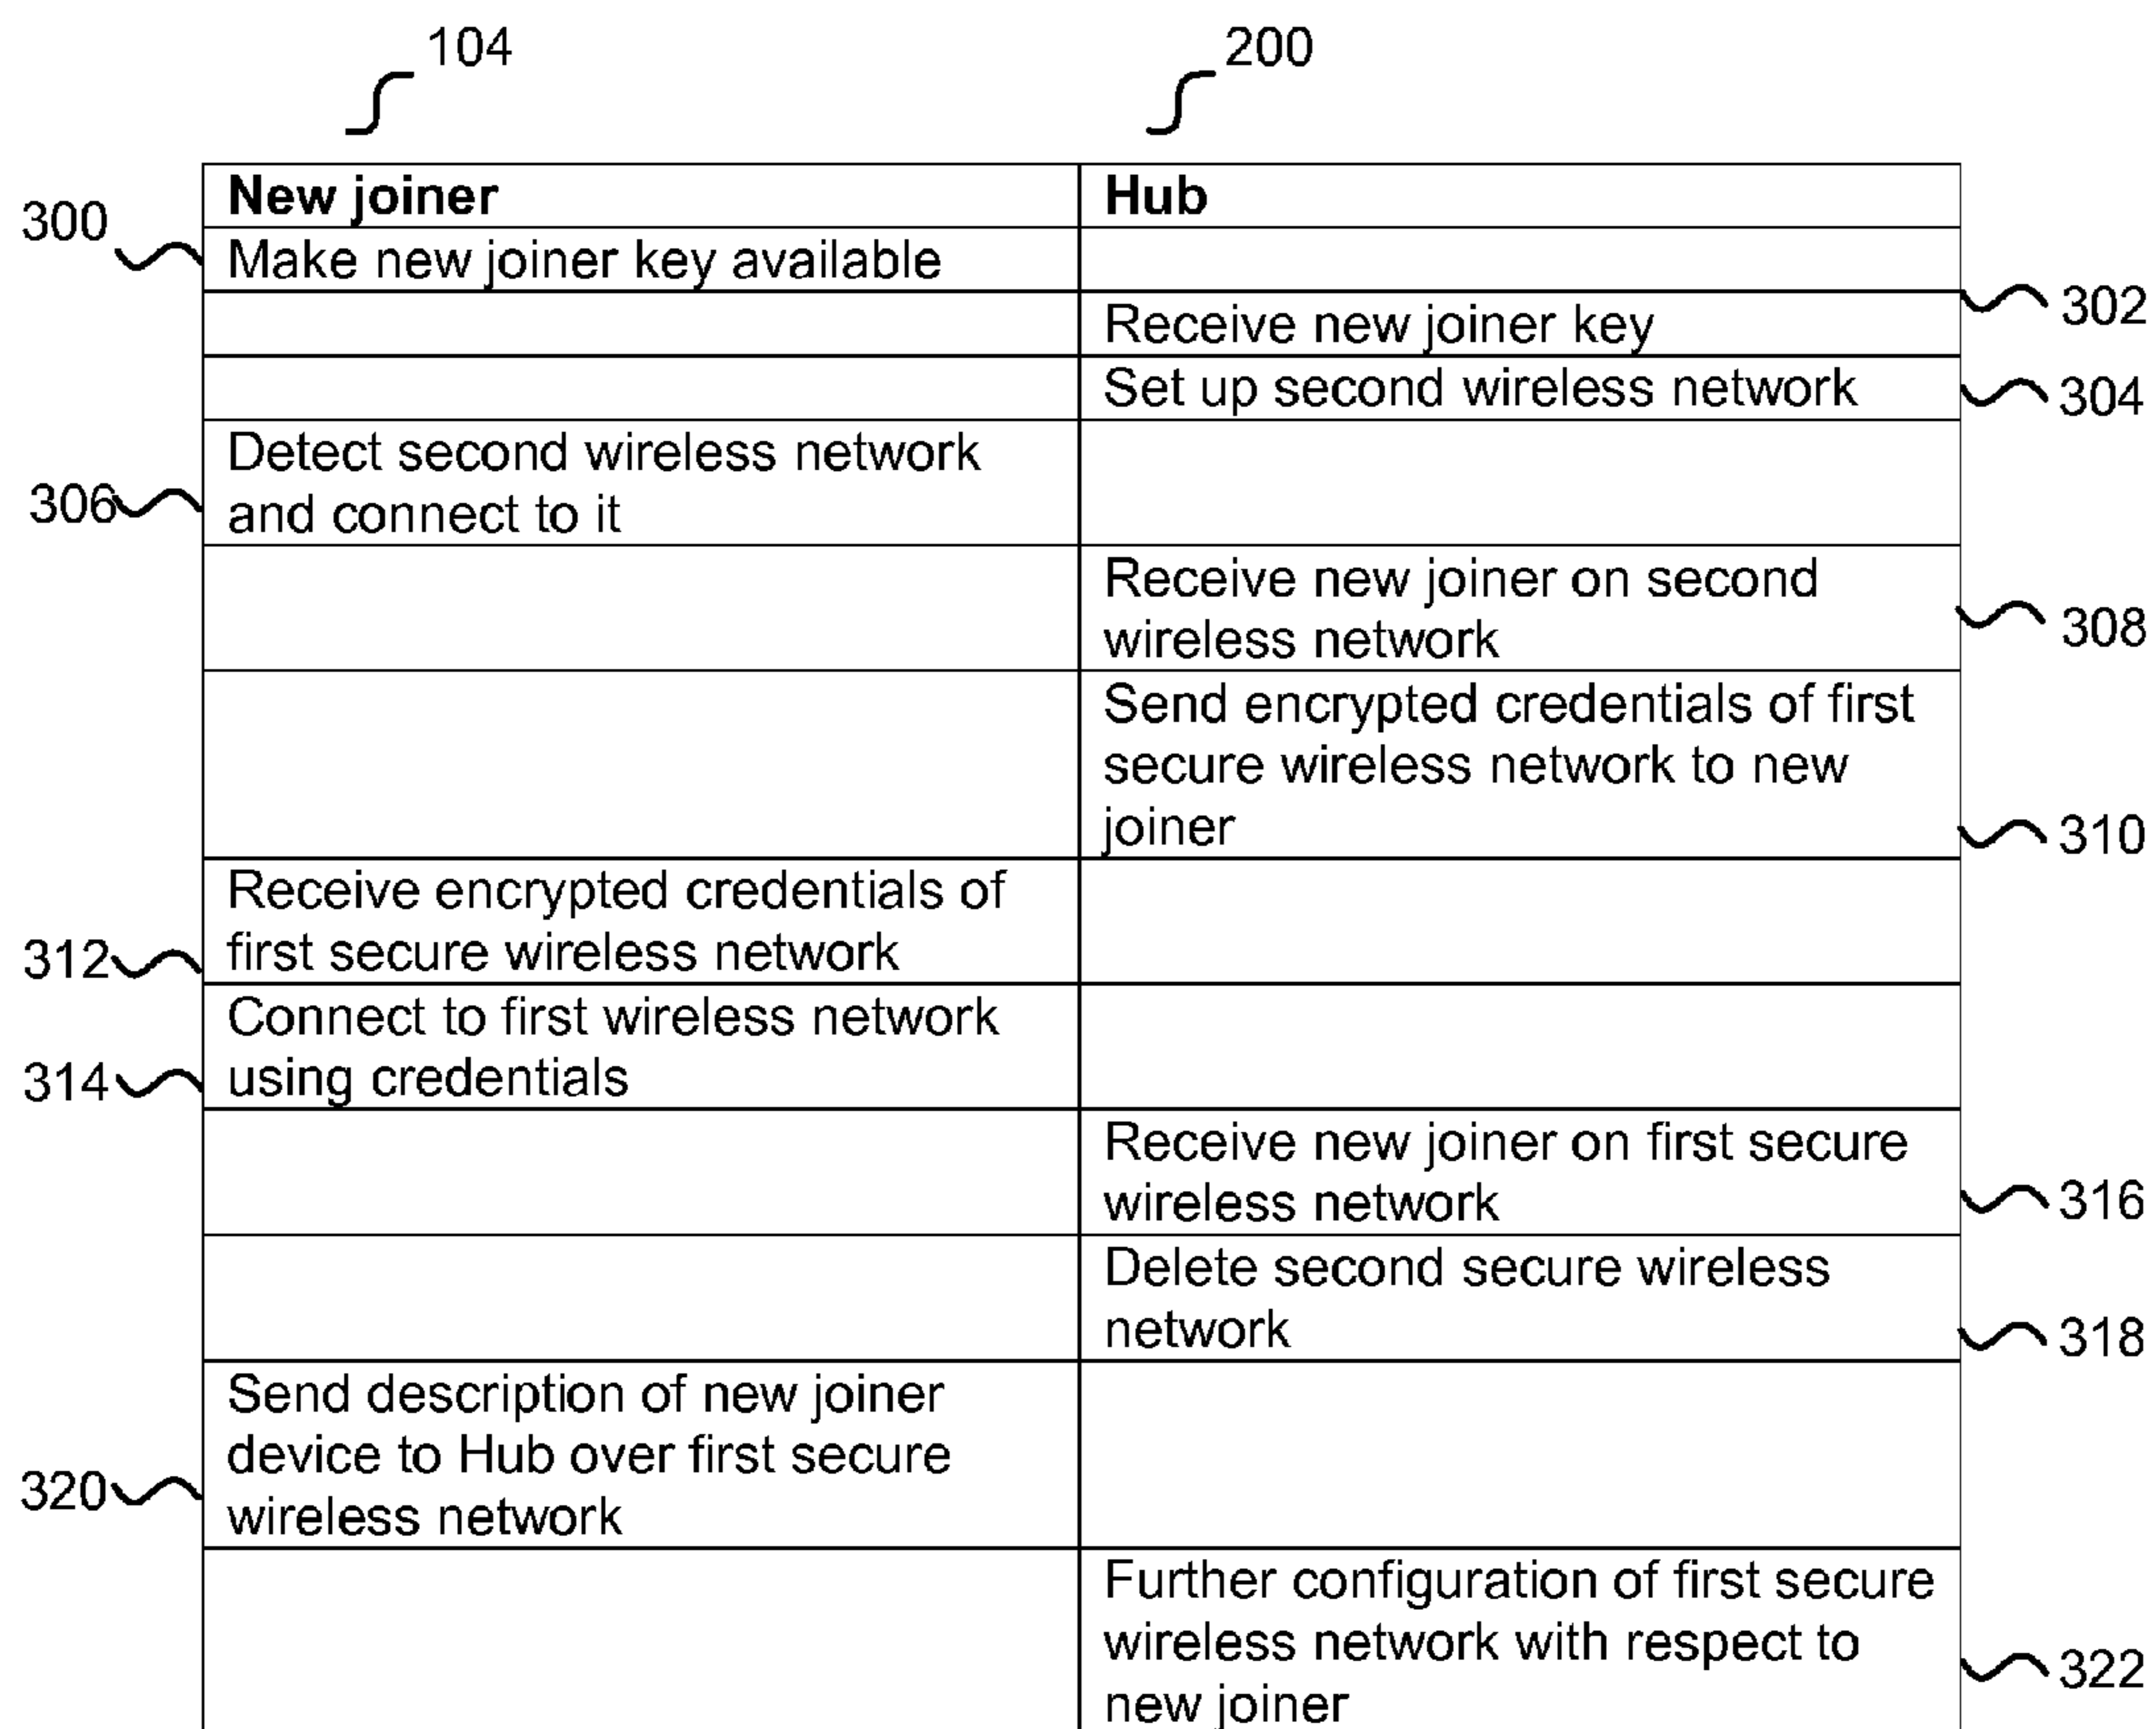 104
200
New joiner
Hub
300
Make new joiner key available
302
Receive new joiner key
Set up second wireless network
304
Detect second wireless network
306
and connect to it
Receive new joiner on second
wireless network
308
Send encrypted credentials of first
secure wireless network to new
joiner
310
Receive encrypted credentials of
312
first secure wireless network
Connect to first wireless network
314
using credentials
Receive new joiner on first secure
wireless network
316
Delete second secure wireless
network
318
Send description of new joiner
device to Hub over first secure
320
wireless network
Further configuration of first secure
wireless network with respect to
322
new joiner